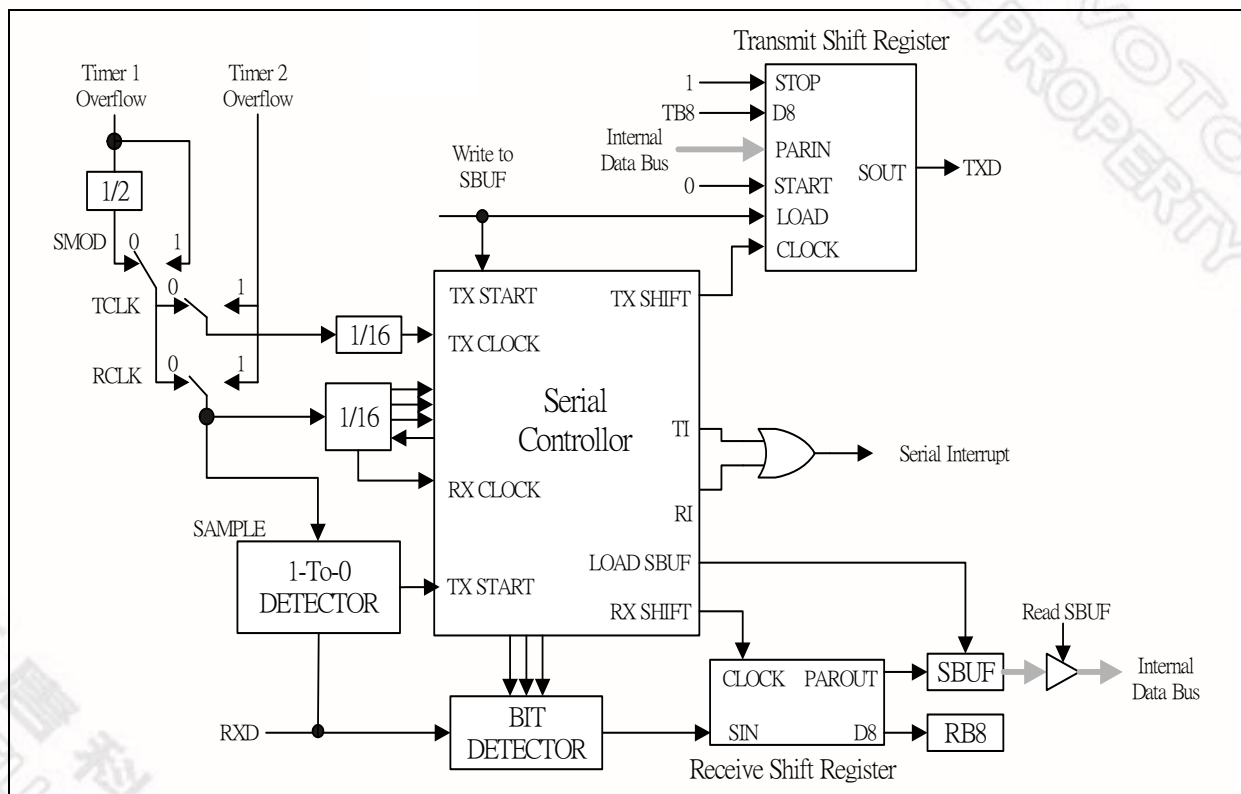 Transmit Shift Register
Timer 1
Overflow
Timer 2
Overflow
1
STOP
TB8
D8
Internal
Data Bus
PARIN
Write to
SBUF
SOUT
TXD
0
START
LOAD
CLOCK
1/2
SMOD
0
1
TCLK
0
1
TX START
TX SHIFT
1/16
TX CLOCK
RCLK
0
1
1/16
Serial
Controllor
TI
Serial Interrupt
RX CLOCK
RI
SAMPLE
1-To-0
DETECTOR
TX START
LOAD SBUF
RX SHIFT
Read SBUF
CLOCK
PAROUT
SBUF
Internal
Data Bus
RXD
BIT
DETECTOR
SIN
D8
RB8
Receive Shift Register
VOTO
PROPERTY
唐科